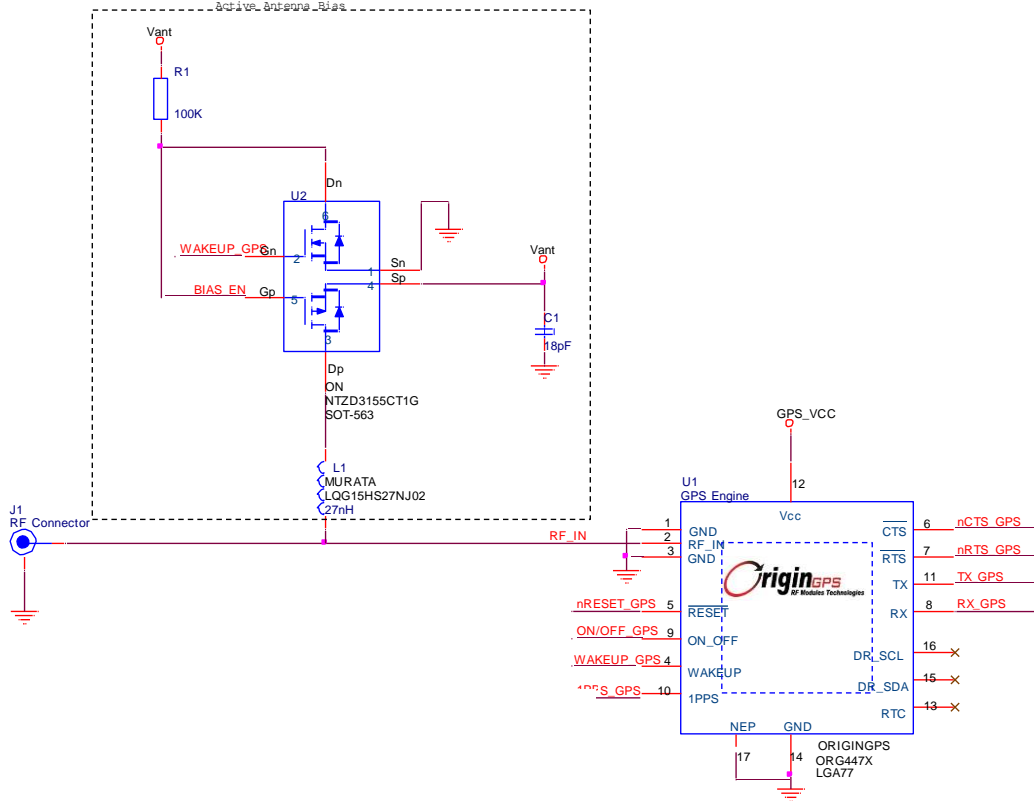 Active Antenna Bias
Vant
R1
100K
Dn
U2
6
WAKEUP_GPS
Gn
2
Sn
1
Vant
Sp
4
BIAS_EN
Gp
5
C1
18pF
3
Dp
ON
NTZD3155CT1G
SOT-563
L1
MURATA
LQG15HS27NJ02
27nH
J1
RF Connector
RF_IN
GPS_VCC
12
U1
GPS Engine
Vcc
1
GND
2
RF_IN
3
GND
CTS
6
nCTS_GPS
RTS
7
nRTS_GPS
OriginGPS
RF Modules Technologies
TX
11
TX_GPS
nRESET_GPS
5
RESET
RX
8
RX_GPS
ON/OFF_GPS
9
ON_OFF
WAKEUP_GPS
4
WAKEUP
DR_SCL
16
DR_SDA
15
1PPS_GPS
10
1PPS
RTC
13
NEP
GND
17
14
ORIGINGPS
ORG447X
LGA77